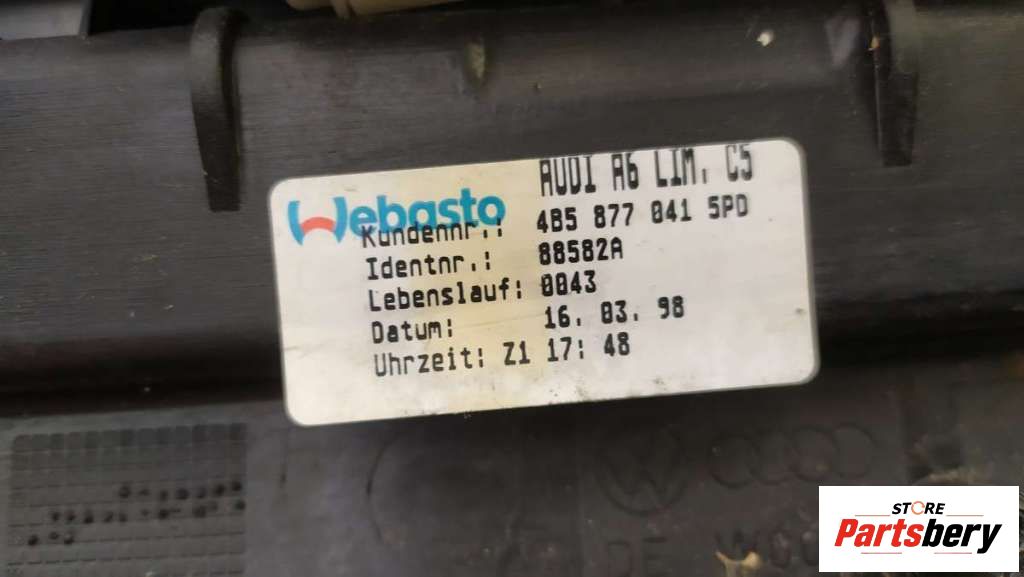 AUDI A6 LIM. C5
Webasto
Kundennr.: 4B5 877 041 5PD
Identnr.: 88582A
Lebenslauf: 0043
Datum: 16. 03. 98
Uhrzeit: Z1 17: 48
STORE
Partsbery